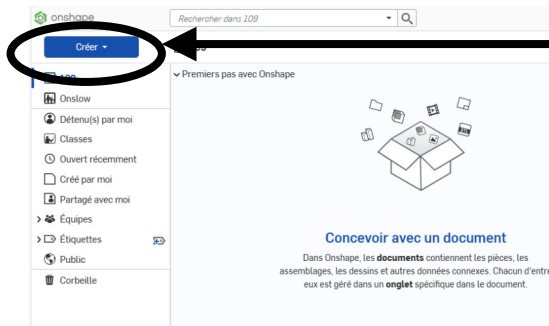 onshape
Rechercher dans 109
Créer
Premiers pas avec Onshape
Onslow
Détenu(s) par moi
Classes
Ouvert récemment
Créé par moi
Partagé avec moi
Équipes
Étiquettes
Public
Corbeille
Concevoir avec un document
Dans Onshape, les documents contiennent les pièces, les
assemblages, les dessins et autres données connexes. Chacun d'entre
eux est géré dans un onglet spécifique dans le document.